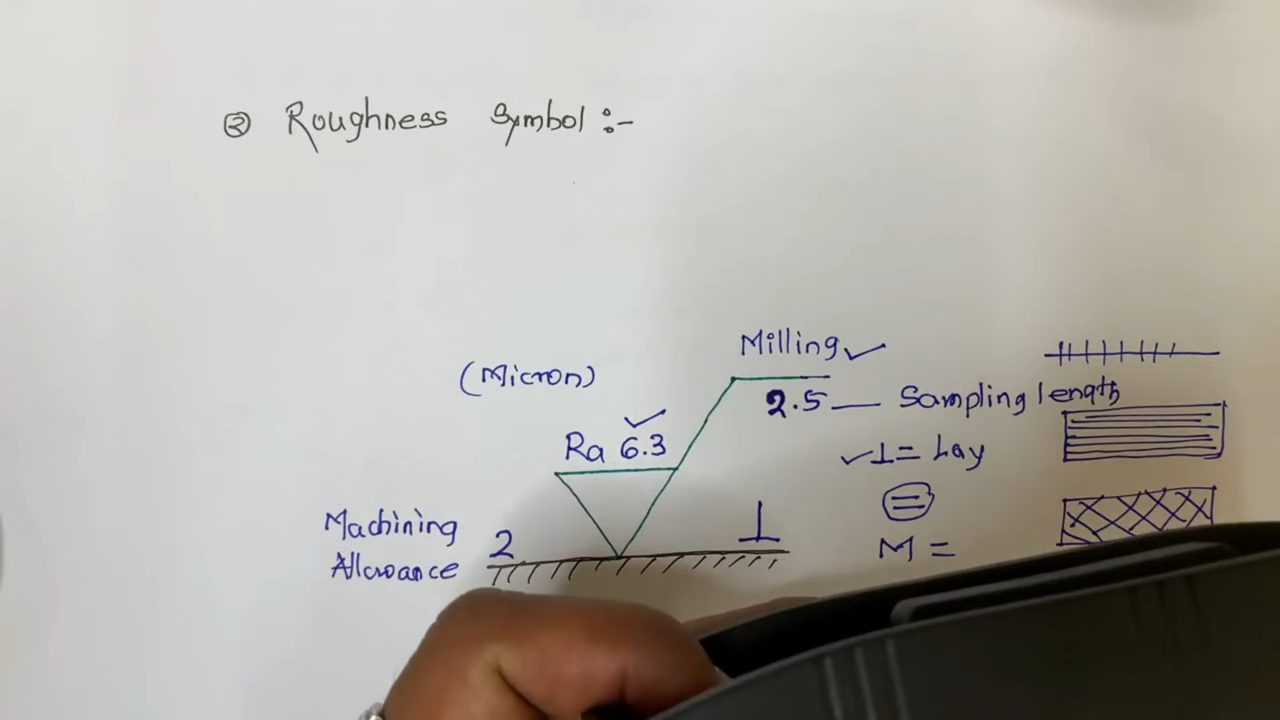 ② Roughness Symbol :-
Milling ✓
(Micron)
2.5 — Sampling length
✓
Ra 6.3
✓⊥ = Lay
Machining
Allowance
2
⊥
=
M =